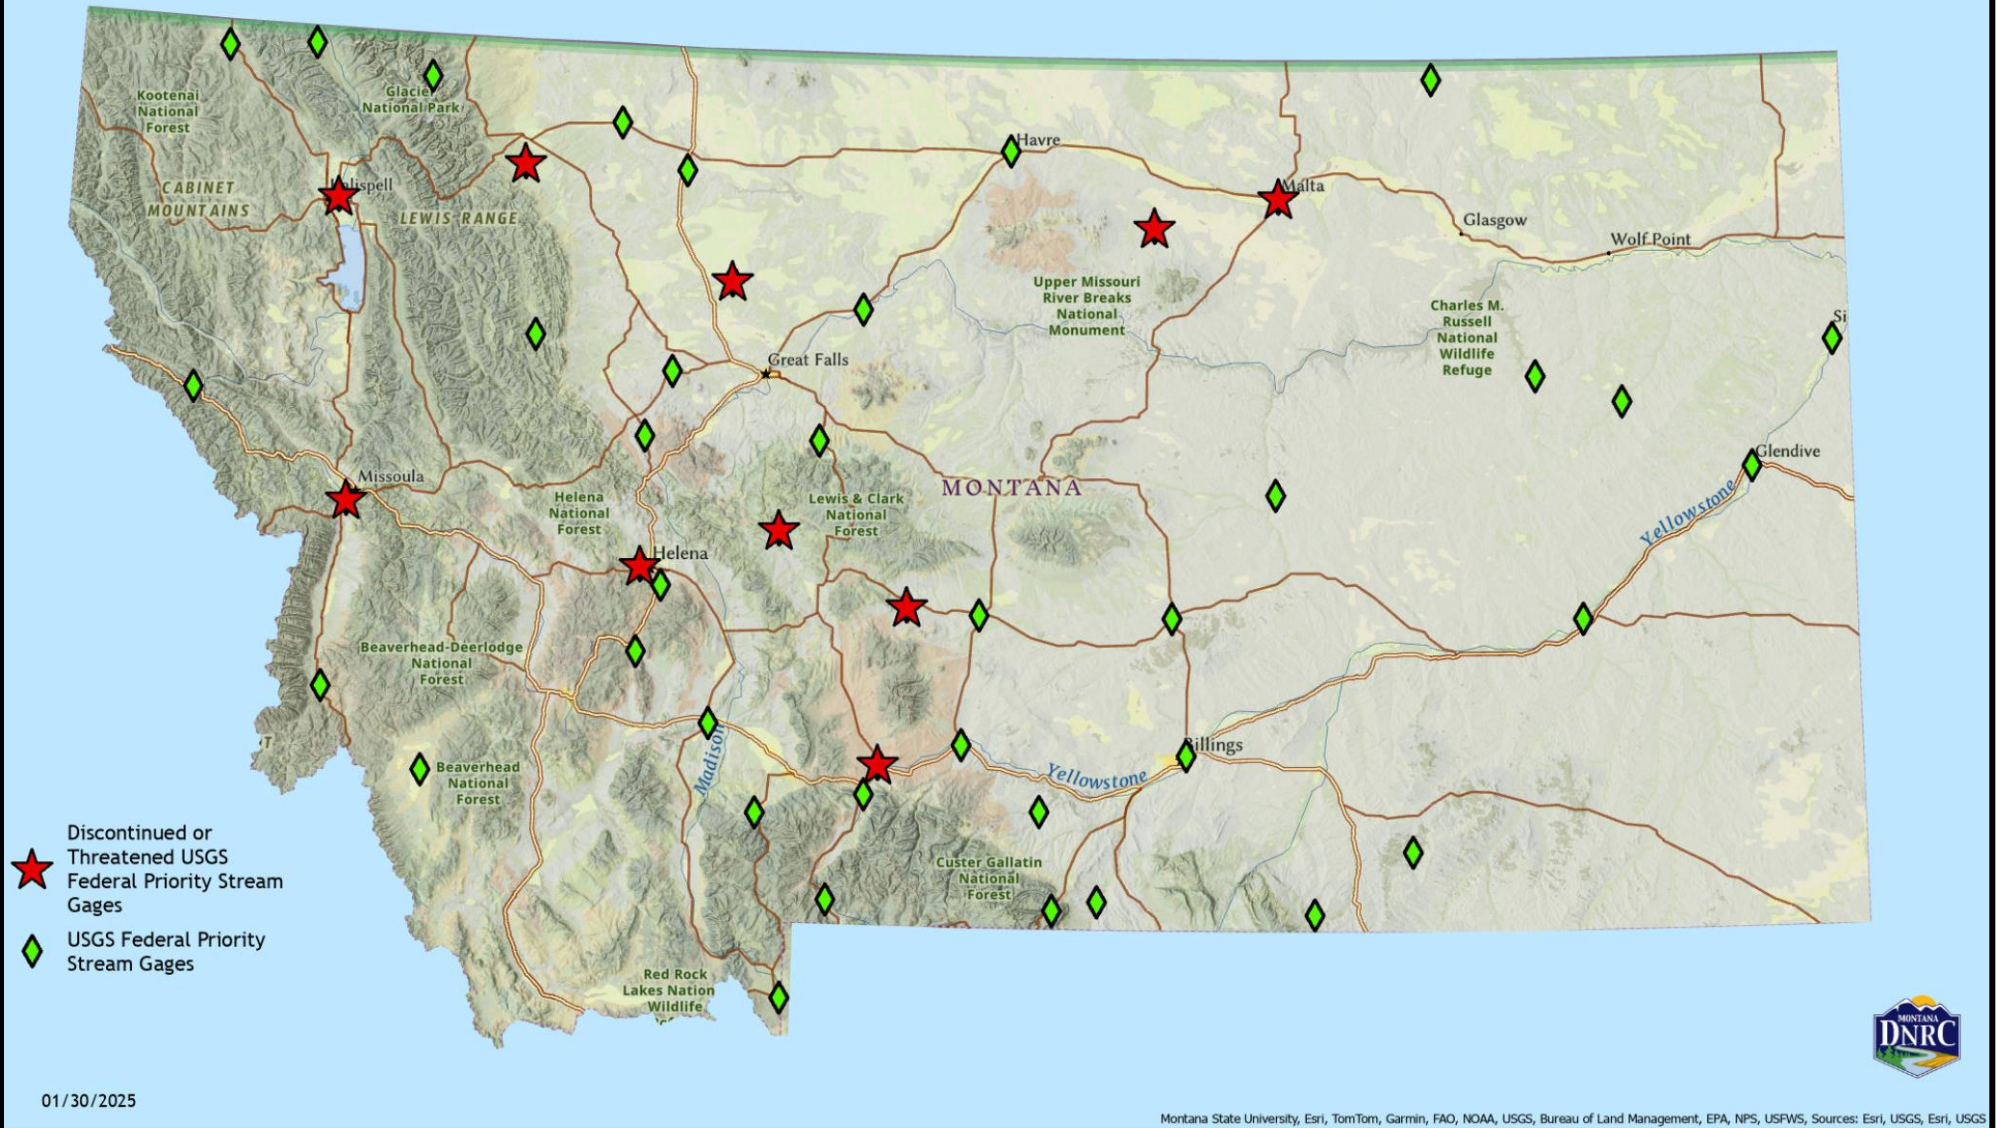 Kootenai
National
Forest
Glacie
National Park
Havre
CABINET
MOUNTAINS
alispell
LEWIS RANGE
Malta
Glasgow
Wolf Point
Upper Missouri
River Breaks
National
Monument
Charles M.
Russell
National
Wildlife
Refuge
Si
Great Falls
Missoula
Helena
National
Forest
Lewis & Clark
National
Forest
MONTANA
Glendive
Yellowstone
Helena
Beaverhead-Deerlodge
National
Forest
Madison
Billings
Yellowstone
Beaverhead
National
Forest
Custer Gallatin
National
Forest
Red Rock
Lakes Nation
Wildlife
Discontinued or
Threatened USGS
Federal Priority Stream
Gages
USGS Federal Priority
Stream Gages
MONTANA
DNRC
01/30/2025
Montana State University, Esri, TomTom, Garmin, FAO, NOAA, USGS, Bureau of Land Management, EPA, NPS, USFWS, Sources: Esri, USGS, Esri, USGS